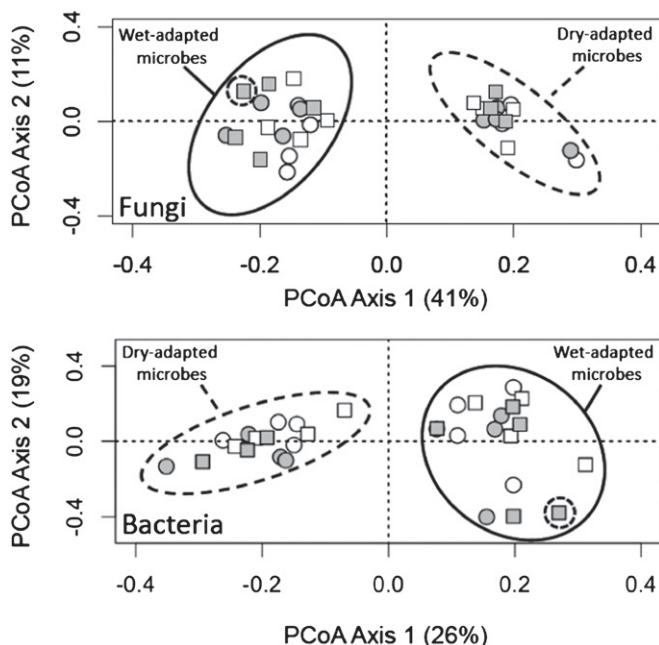 Wet-adapted
microbes
Dry-adapted
microbes
PCoA Axis 2 (11%)
0.4
0.0
-0.4
Fungi
-0.4
-0.2
0.0
0.2
0.4
PCoA Axis 1 (41%)
Dry-adapted
microbes
Wet-adapted
microbes
PCoA Axis 2 (19%)
0.4
0.0
-0.4
Bacteria
-0.4
-0.2
0.0
0.2
0.4
PCoA Axis 1 (26%)